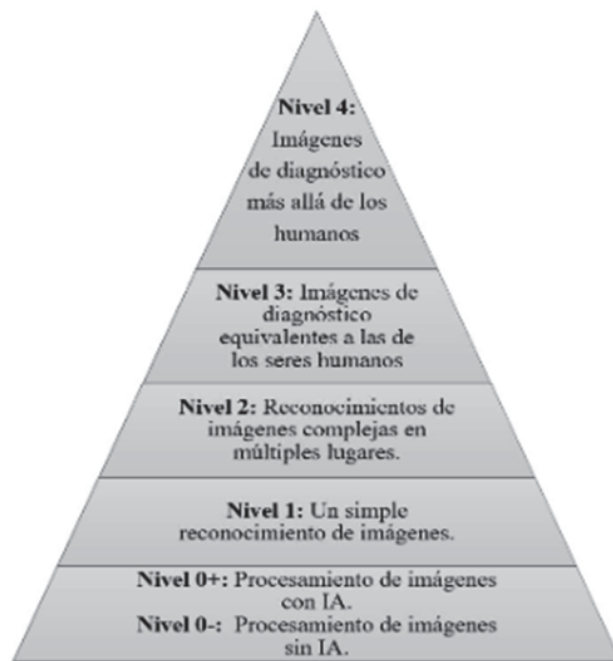 Nivel 4:
Imágenes
de diagnóstico
más allá de los
humanos
Nivel 3: Imágenes de
diagnóstico
equivalentes a las de
los seres humanos
Nivel 2: Reconocimientos de
imágenes complejas en
múltiples lugares.
Nivel 1: Un simple
reconocimiento de imágenes.
Nivel 0+: Procesamiento de imágenes
con IA.
Nivel 0-: Procesamiento de imágenes
sin IA.